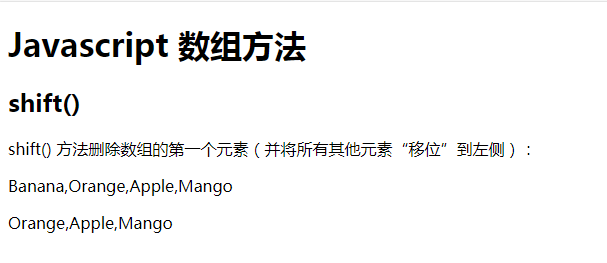 Javascript 数组方法
shift()
shift() 方法删除数组的第一个元素（并将所有其他元素“移位”到左侧）：
Banana,Orange,Apple,Mango
Orange,Apple,Mango